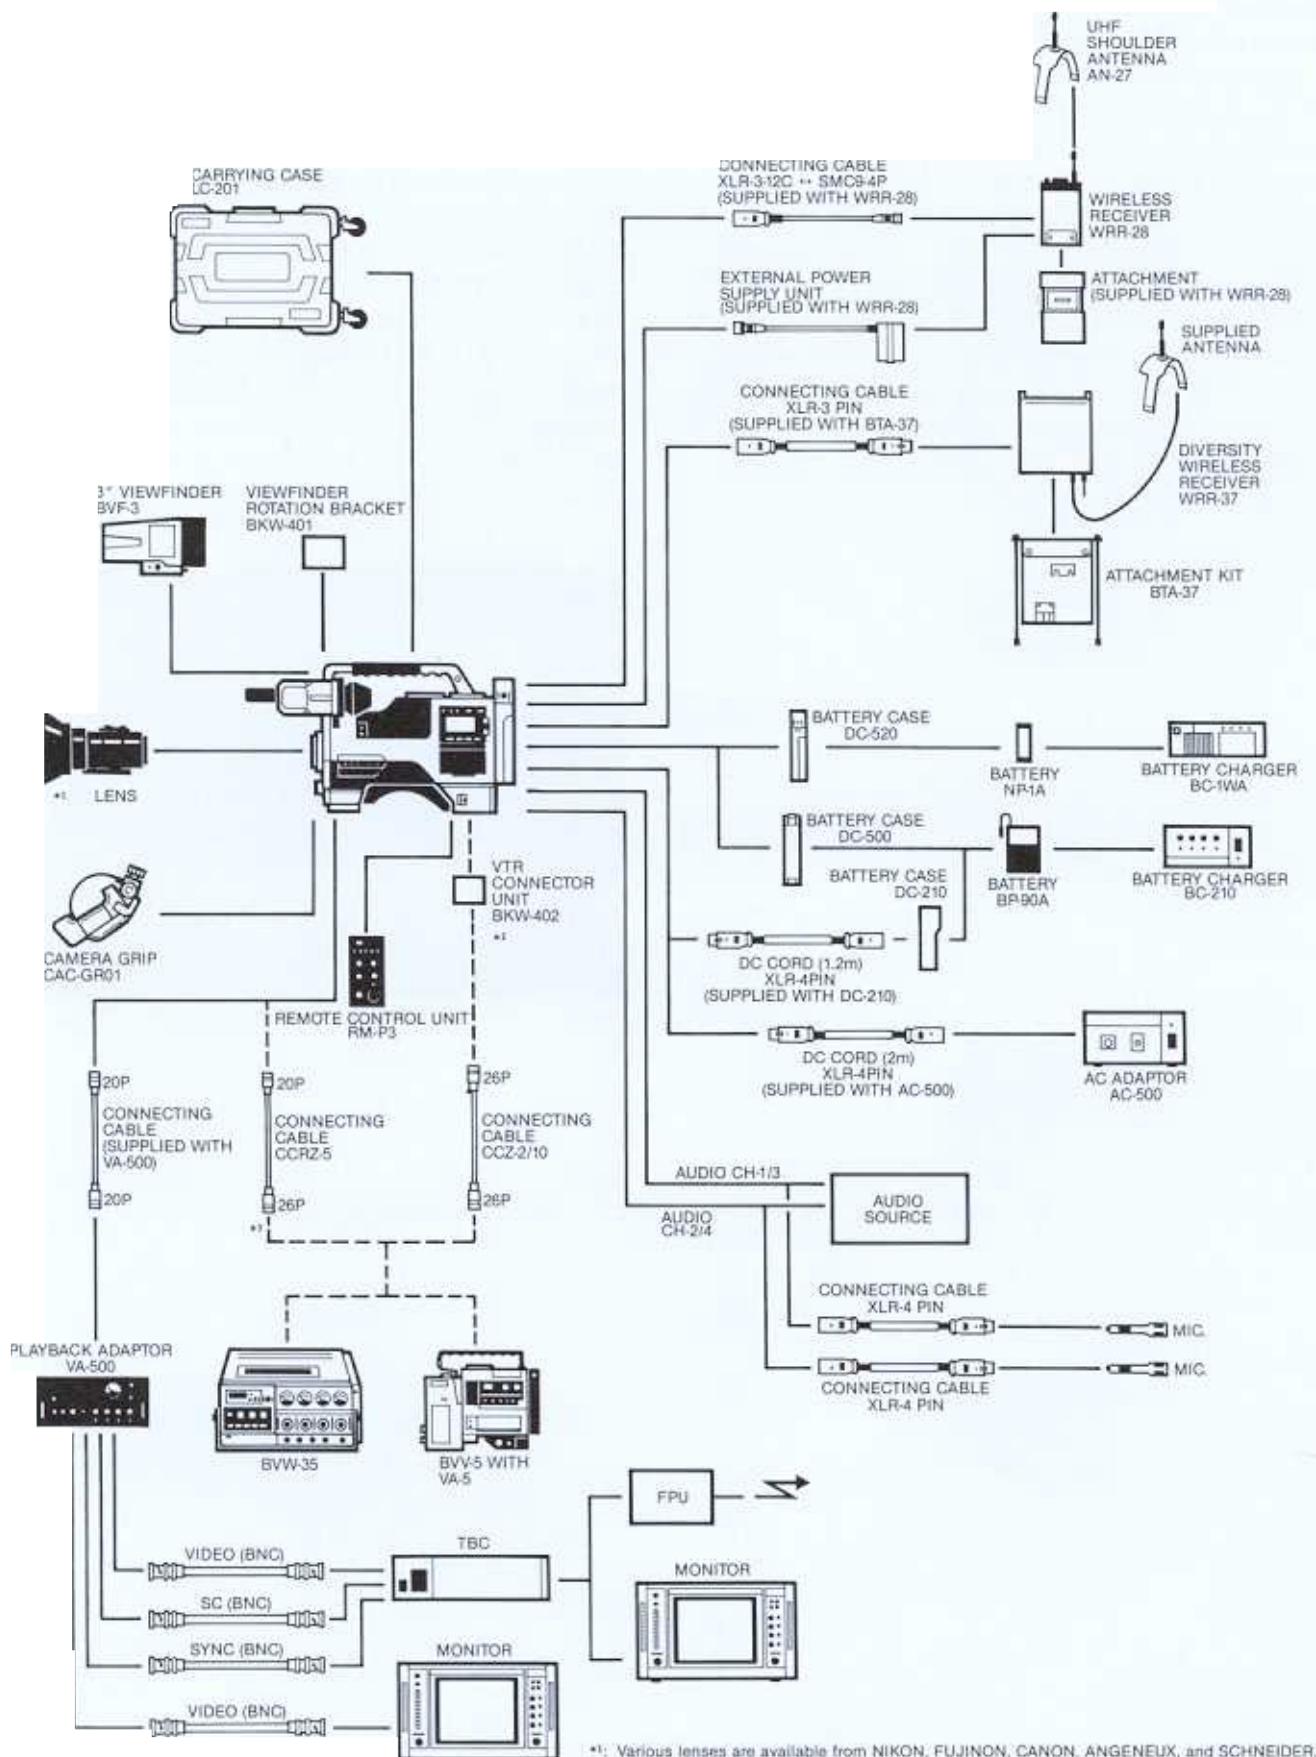 UHF
SHOULDER
ANTENNA
AN-27
CARRYING CASE
LC-201
CONNECTING CABLE
XLR-3-12C ↔ SMC9-4P
(SUPPLIED WITH WRR-28)
WIRELESS
RECEIVER
WRR-28
EXTERNAL POWER
SUPPLY UNIT
(SUPPLIED WITH WRR-28)
ATTACHMENT
(SUPPLIED WITH WRR-28)
SUPPLIED
ANTENNA
CONNECTING CABLE
XLR-3 PIN
(SUPPLIED WITH BTA-37)
DIVERSITY
WIRELESS
RECEIVER
WRR-37
3" VIEWFINDER
BVF-3
VIEWFINDER
ROTATION BRACKET
BKW-401
ATTACHMENT KIT
BTA-37
BATTERY CASE
DC-520
BATTERY
NP-1A
BATTERY CHARGER
BC-1WA
*1 LENS
BATTERY CASE
DC-500
BATTERY CASE
DC-210
BATTERY
BP-90A
BATTERY CHARGER
BC-210
VTR
CONNECTOR
UNIT
BKW-402
CAMERA GRIP
CAC-GR01
DC CORD (1.2m)
XLR-4PIN
(SUPPLIED WITH DC-210)
REMOTE CONTROL UNIT
RM-P3
DC CORD (2m)
XLR-4PIN
(SUPPLIED WITH AC-500)
AC ADAPTOR
AC-500
20P
20P
26P
CONNECTING
CABLE
(SUPPLIED WITH
VA-500)
CONNECTING
CABLE
CCRZ-5
CONNECTING
CABLE
CCZ-2/10
20P
26P
26P
AUDIO CH-1/3
AUDIO
CH-2/4
AUDIO
SOURCE
CONNECTING CABLE
XLR-4 PIN
MIC.
MIC.
CONNECTING CABLE
XLR-4 PIN
PLAYBACK ADAPTOR
VA-500
BVW-35
BVV-5 WITH
VA-5
FPU
VIDEO (BNC)
TBC
MONITOR
SC (BNC)
SYNC (BNC)
MONITOR
VIDEO (BNC)
*1: Various lenses are available from NIKON, FUJINON, CANON, ANGENEUX, and SCHNEIDER